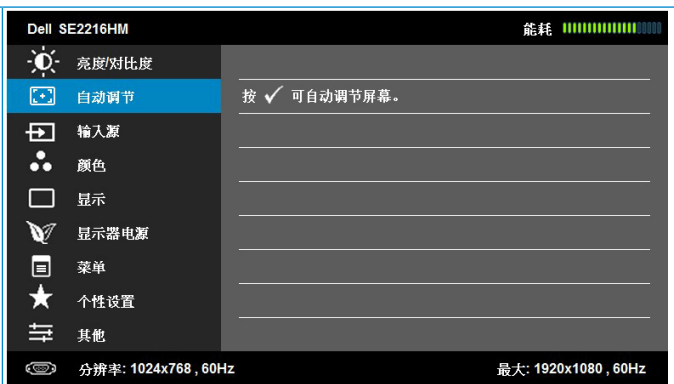 Dell SE2216HM 能耗
亮度/对比度
自动调节 按 ✓ 可自动调节屏幕。
输入源
颜色
显示
显示器电源
菜单
个性设置
其他
分辨率: 1024x768 , 60Hz 最大: 1920x1080 , 60Hz